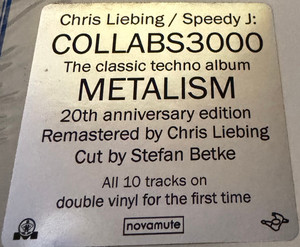 Chris Liebing / Speedy J:
COLLABS3000
The classic techno album
METALISM
20th anniversary edition
Remastered by Chris Liebing
Cut by Stefan Betke
All 10 tracks on
double vinyl for the first time
novamute